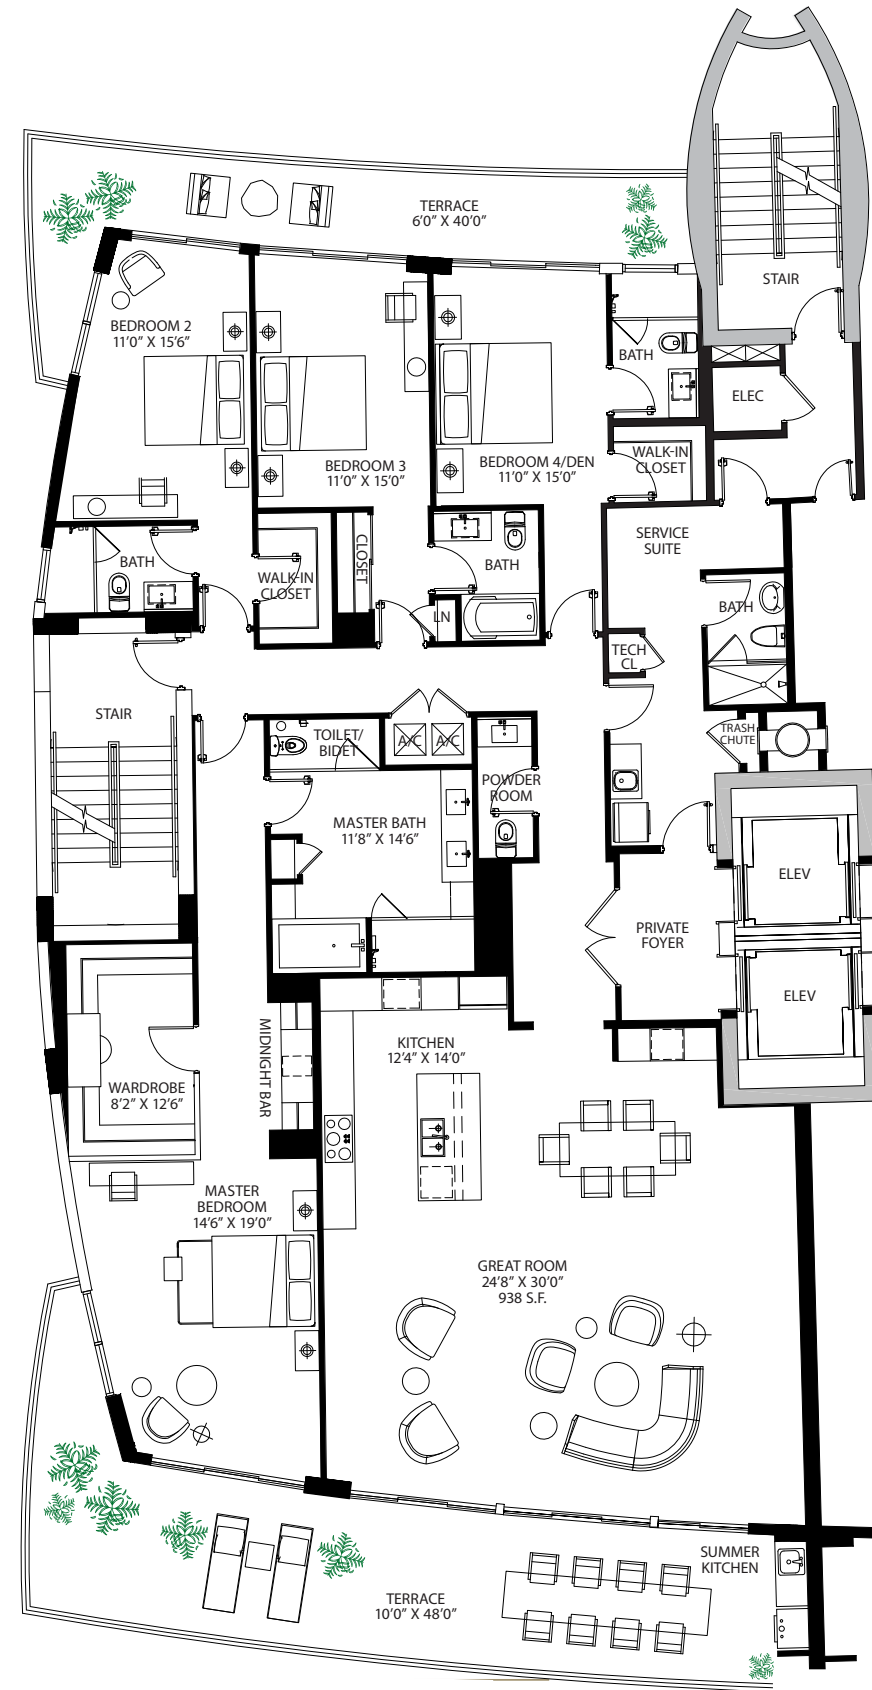 TERRACE
6'0” X 40'0”
STAIR
BEDROOM 2
11'0” X 15'6”
BATH
ELEC
BEDROOM 3
11'0” X 15'0”
BEDROOM 4/DEN
11'0” X 15'0”
WALK-IN
CLOSET
SERVICE
SUITE
BATH
WALK-IN
CLOSET
CLOSET
BATH
LN
BATH
TECH
CL
STAIR
TOILET/
BIDET
A/C
A/C
TRASH
CHUTE
POWDER
ROOM
MASTER BATH
11'8” X 14'6”
ELEV
PRIVATE
FOYER
ELEV
KITCHEN
12'4” X 14'0”
MIDNIGHT BAR
WARDROBE
8'2” X 12'6”
MASTER
BEDROOM
14'6” X 19'0”
GREAT ROOM
24'8” X 30'0”
938 S.F.
SUMMER
KITCHEN
TERRACE
10'0” X 48'0”